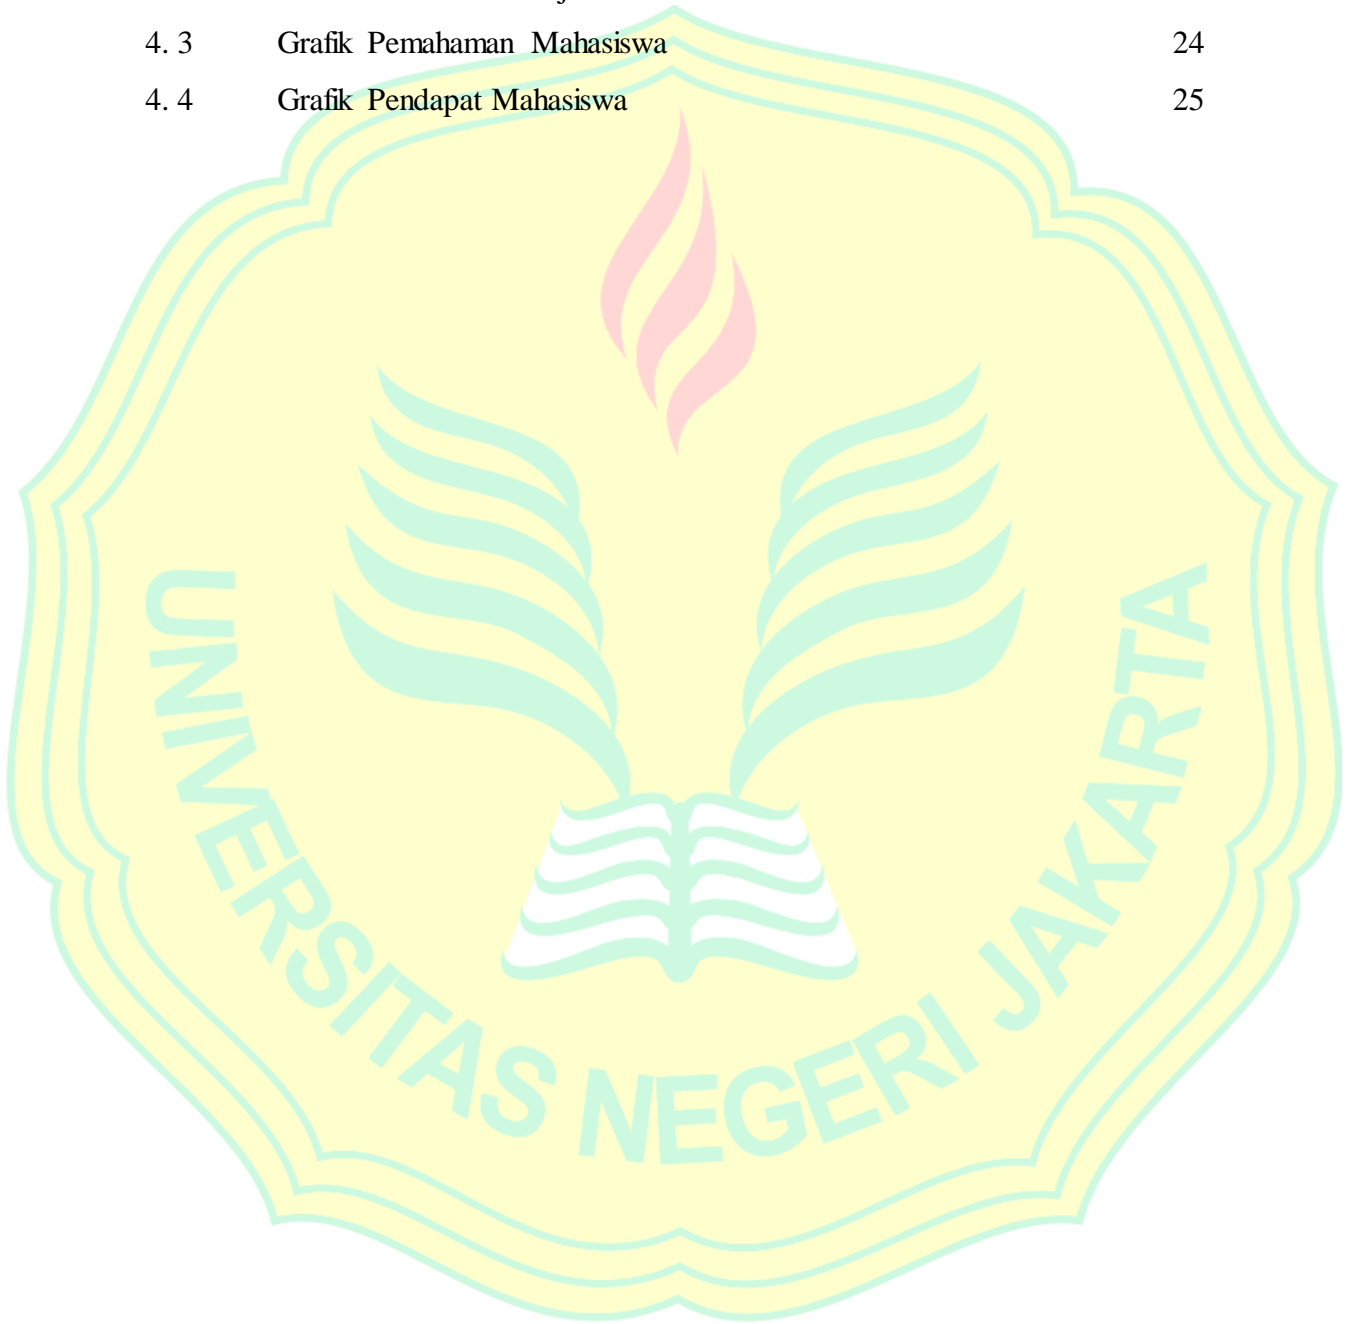 4. 3 Grafik Pemahaman Mahasiswa 24
4. 4 Grafik Pendapat Mahasiswa 25
UNIVERSITAS NEGERI JAKARTA